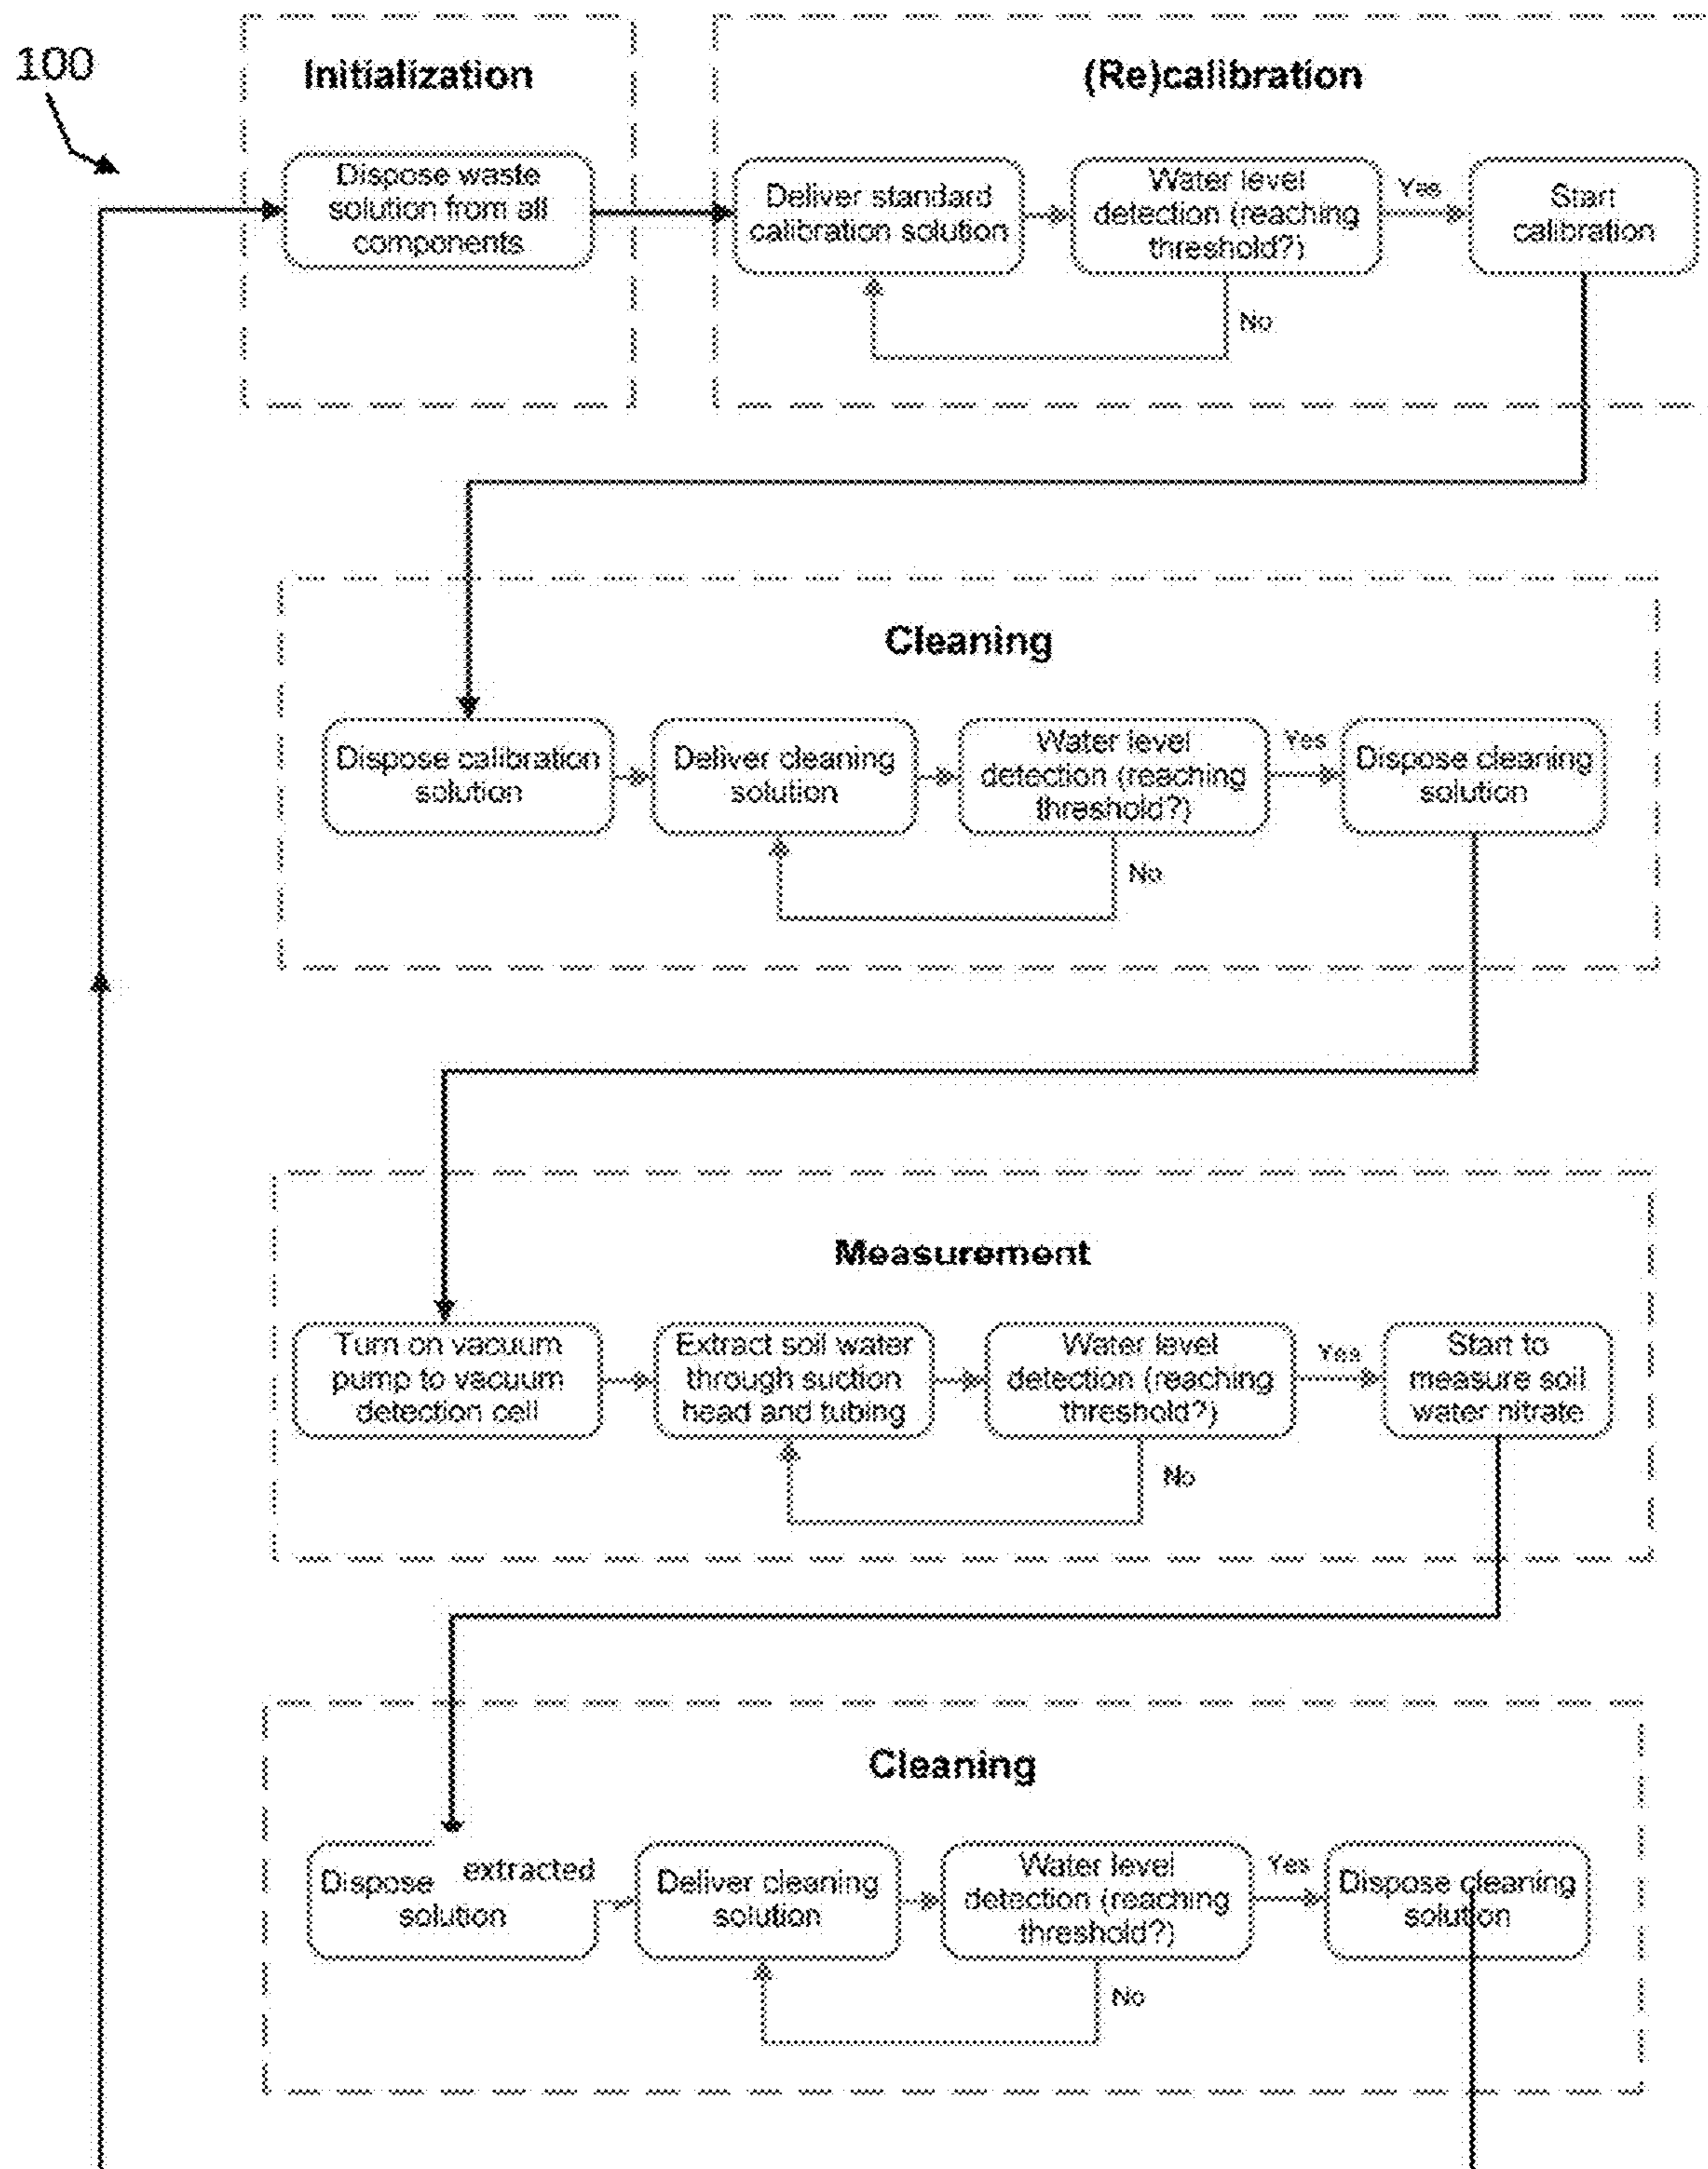 100
Initialization
Dispose waste
solution from all
components
(Re)calibration
Deliver standard
calibration solution
Water level
detection (reaching
threshold?)
Yes
Start
calibration
No
Cleaning
Dispose calibration
solution
Deliver cleaning
solution
Water level
detection (reaching
threshold?)
Yes
Dispose cleaning
solution
No
Measurement
Turn on vacuum
pump to vacuum
detection cell
Extract soil water
through suction
head and tubing
Water level
detection (reaching
threshold?)
Yes
Start to
measure soil
water nitrate
No
Cleaning
Dispose extracted
solution
Deliver cleaning
solution
Water level
detection (reaching
threshold?)
Yes
Dispose cleaning
solution
No